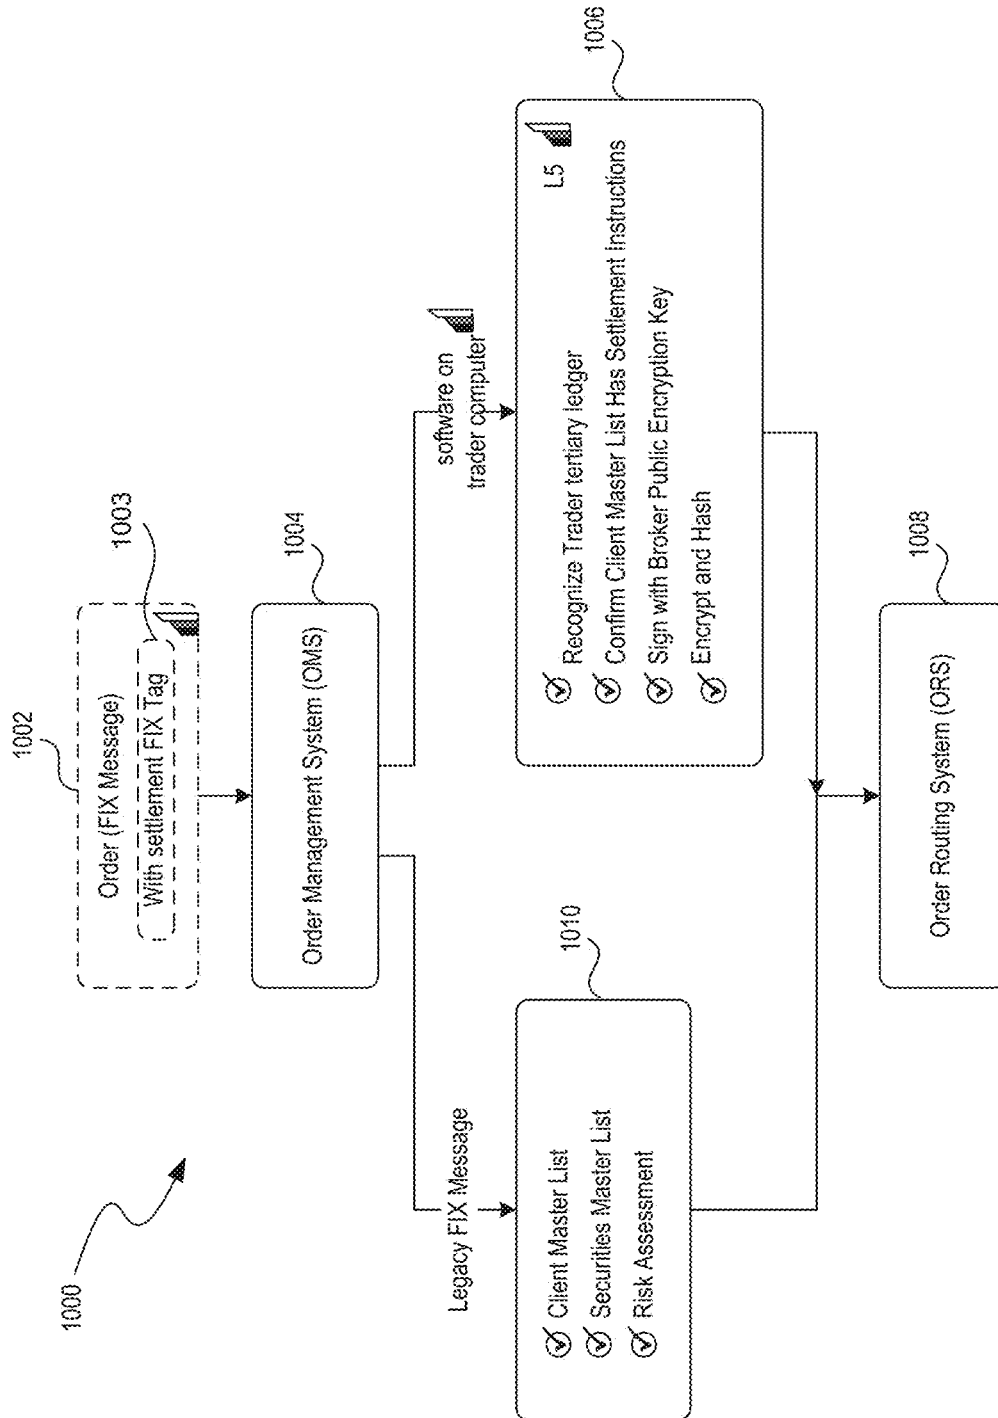 1000
1002
Order (FIX Message)
With settlement FIX Tag
1003
Order Management System (OMS)
1004
Legacy FIX Message
software on
trader computer
1010
Client Master List
Securities Master List
Risk Assessment
1006
L5
Recognize Trader tertiary ledger
Confirm Client Master List Has Settlement Instructions
Sign with Broker Public Encryption Key
Encrypt and Hash
Order Routing System (ORS)
1008